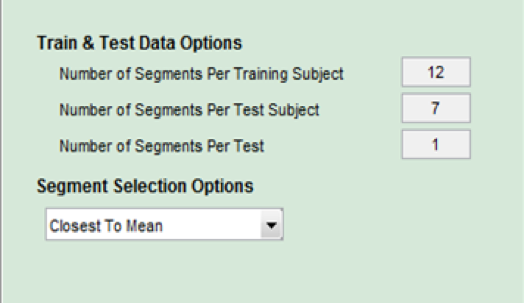 Train & Test Data Options
Number of Segments Per Training Subject 12
Number of Segments Per Test Subject 7
Number of Segments Per Test 1
Segment Selection Options
Closest To Mean